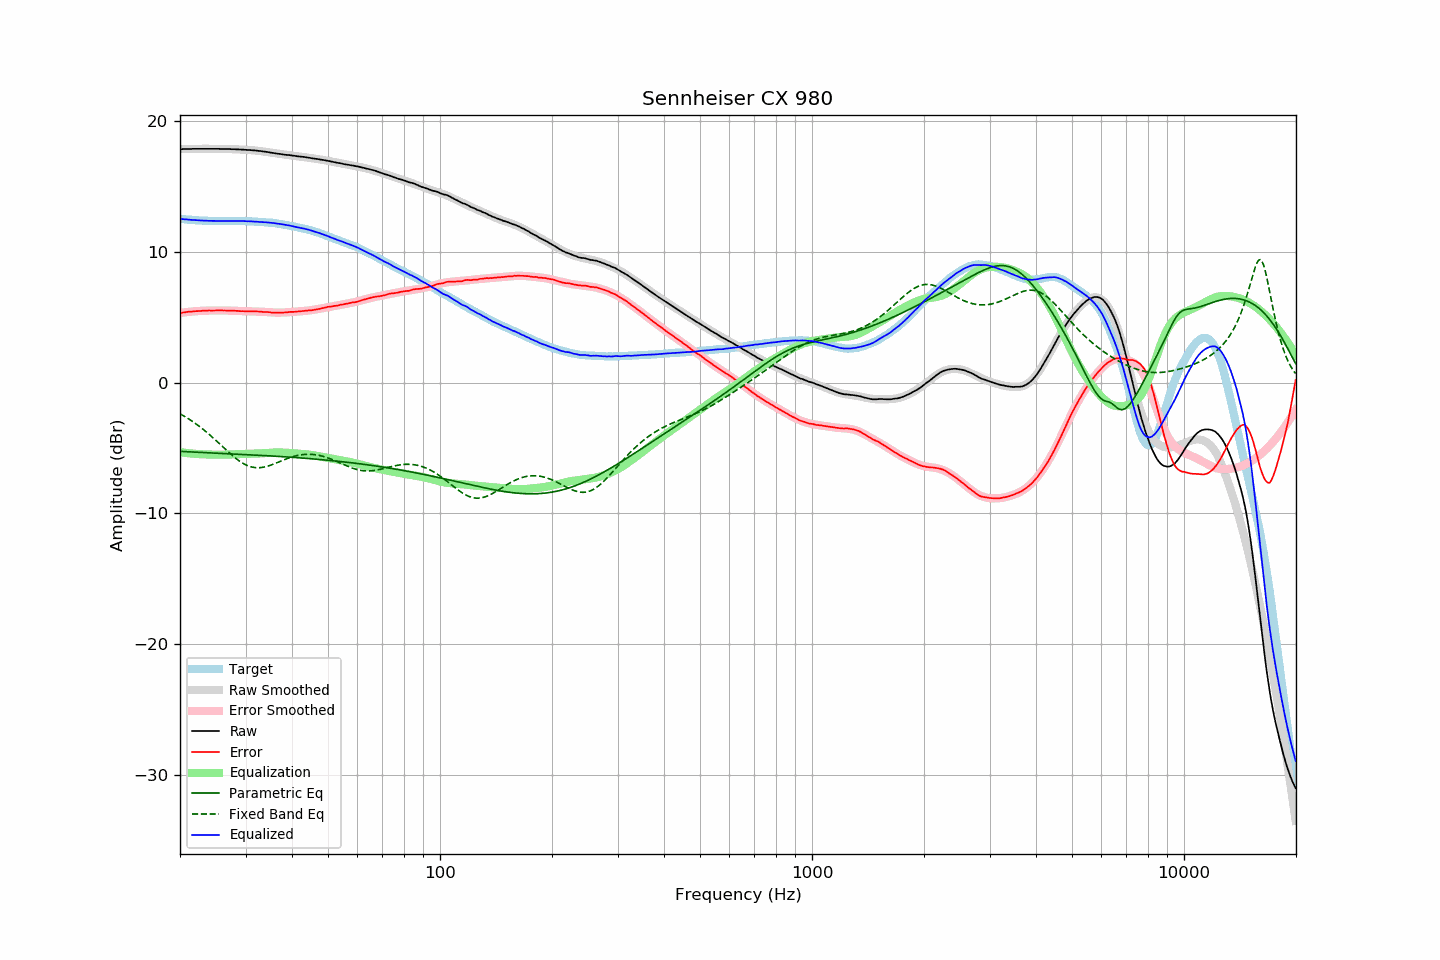 Sennheiser CX 980
20
10
0
−10
−20
−30
Amplitude (dBr)
Target
Raw Smoothed
Error Smoothed
Raw
Error
Equalization
Parametric Eq
Fixed Band Eq
Equalized
100
1000
10000
Frequency (Hz)